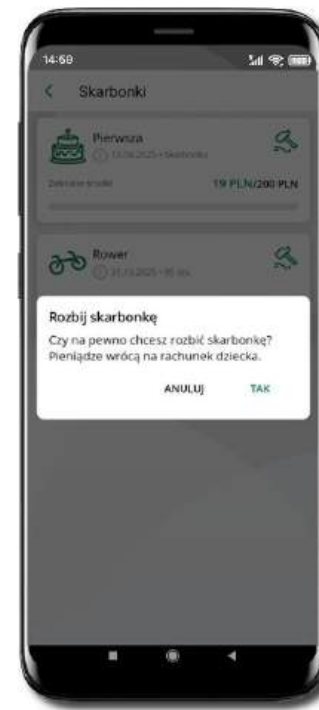 14:59
Skarbonki
Pierwsza
19 PLN/200 PLN
Rower
Rozbij skarbonkę
Czy na pewno chcesz rozbić skarbonkę?
Pieniądze wrócą na rachunek dziecka.
ANULUJ TAK